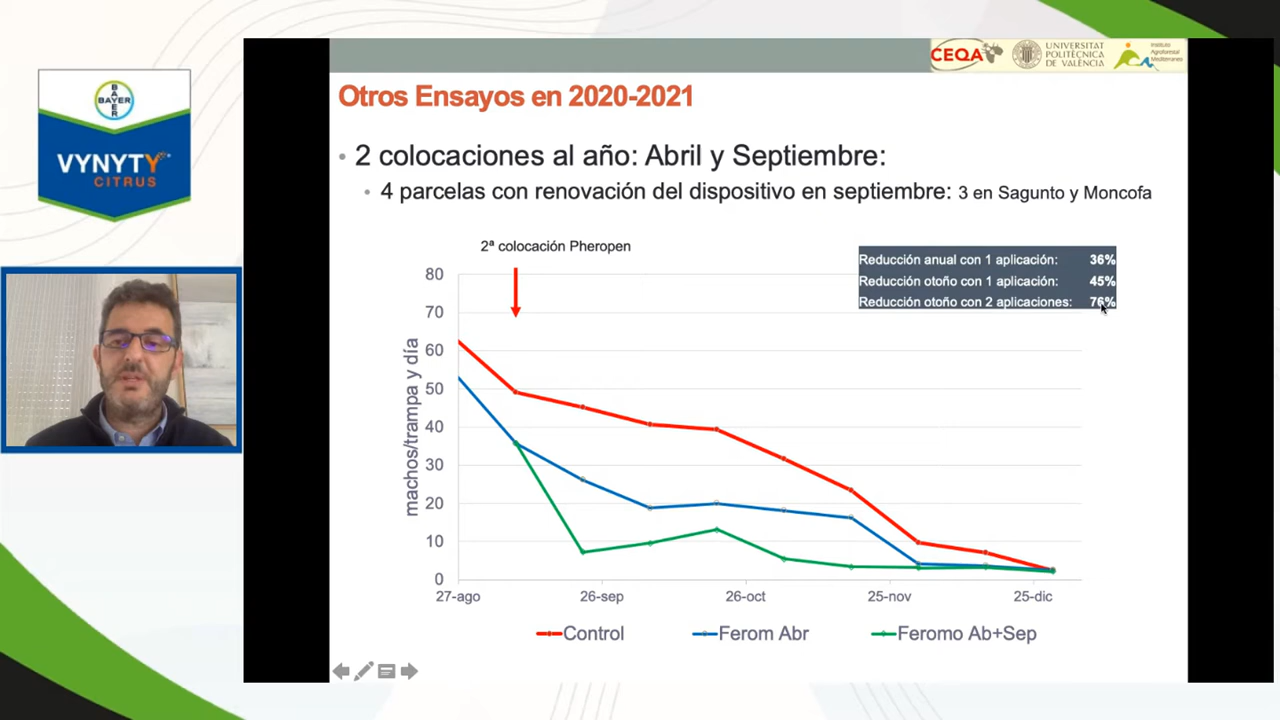 BAYER
BAYER
VYNYTY
CITRUS
CEQA
UNIVERSITAT
POLITÈCNICA
DE VALÈNCIA
Instituto
Agroforestal
Mediterráneo
Otros Ensayos en 2020-2021
• 2 colocaciones al año: Abril y Septiembre:
• 4 parcelas con renovación del dispositivo en septiembre: 3 en Sagunto y Moncofa
2ª colocación Pheropen
Reducción anual con 1 aplicación: 36%
Reducción otoño con 1 aplicación: 45%
Reducción otoño con 2 aplicaciones: 76%
machos/trampa y día
80
70
60
50
40
30
20
10
0
27-ago 26-sep 26-oct 25-nov 25-dic
Control Ferom Abr Feromo Ab+Sep